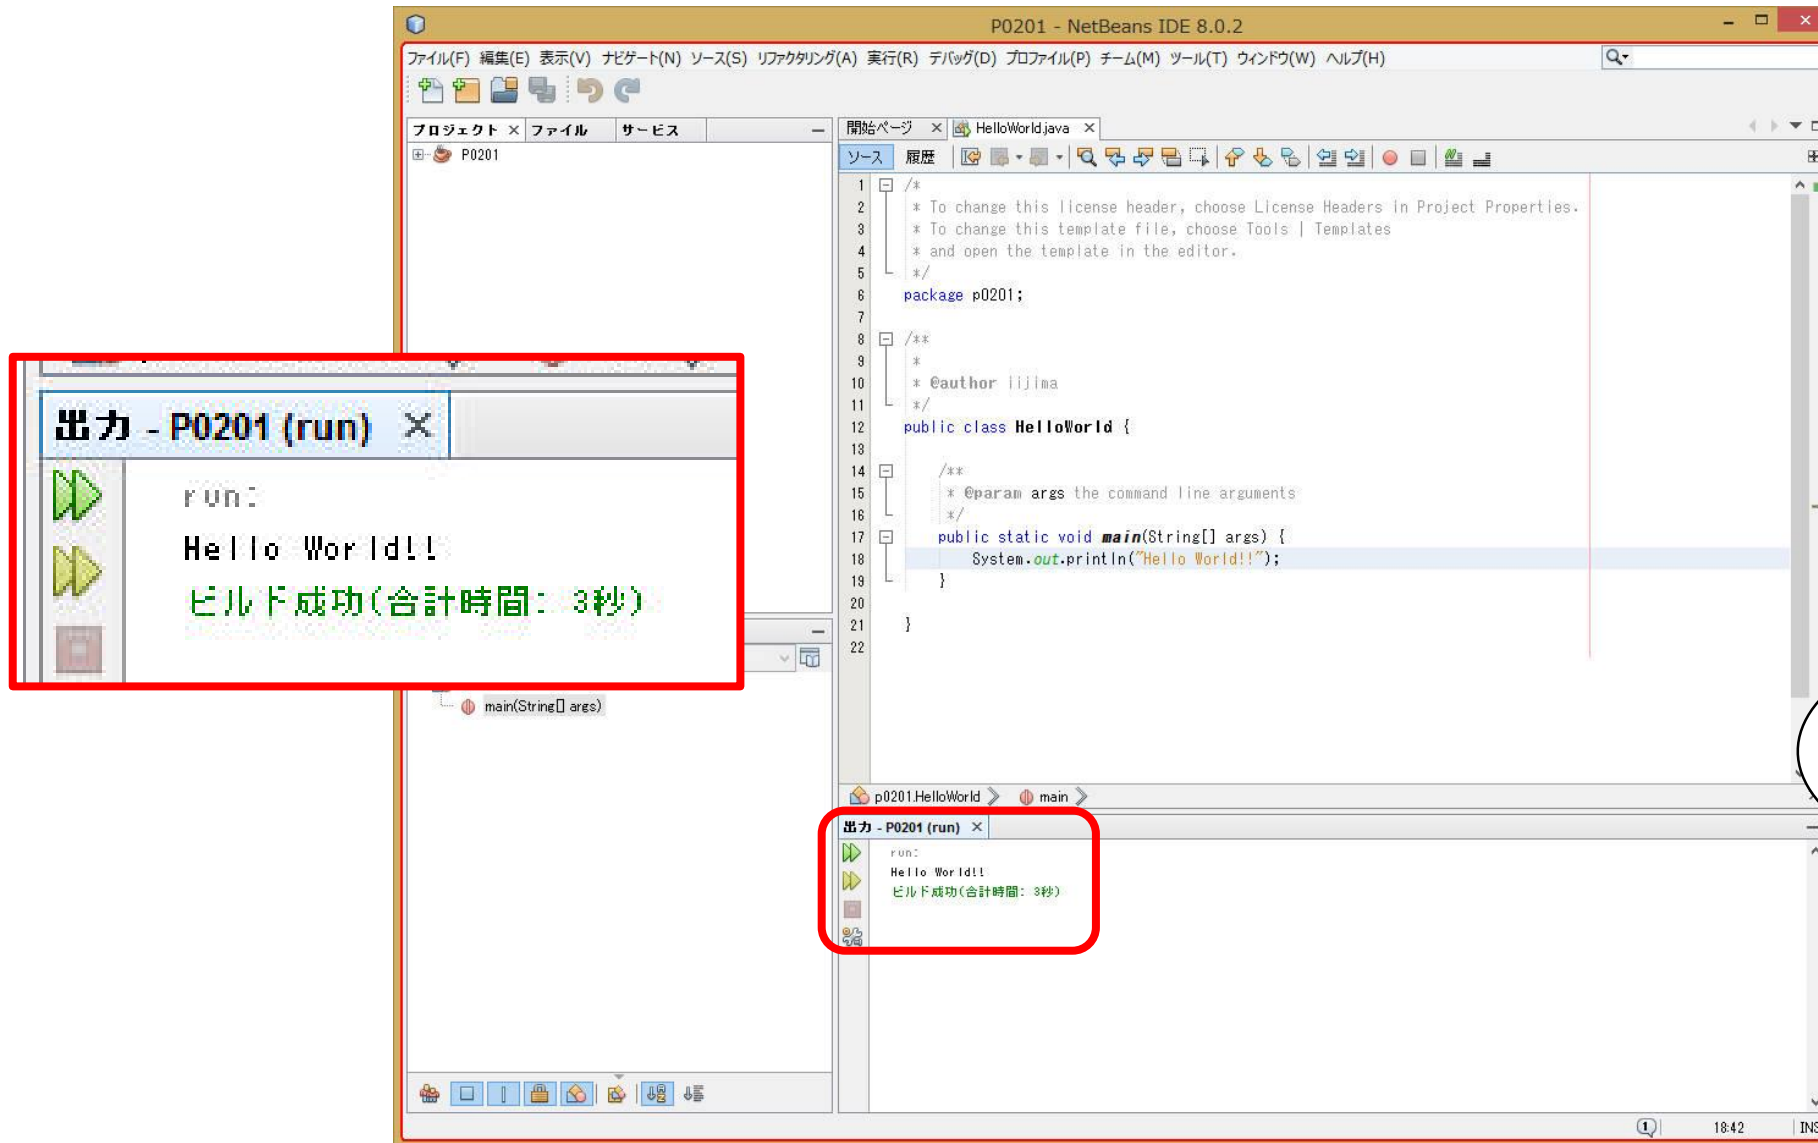 P0201 - NetBeans IDE 8.0.2
ファイル(F) 編集(E) 表示(V) ナビゲート(N) ソース(S) リファクタリング(A) 実行(R) デバッグ(D) プロファイル(P) チーム(M) ツール(T) ウィンドウ(W) ヘルプ(H)
プロジェクト ファイル サービス
P0201
開始ページ HelloWorld.java
ソース 履歴
1 /*
2 * To change this license header, choose License Headers in Project Properties.
3 * To change this template file, choose Tools | Templates
4 * and open the template in the editor.
5 */
6 package p0201;
7
8 /**
9 *
10 * @author iijima
11 */
12 public class HelloWorld {
13
14 /**
15 * @param args the command line arguments
16 */
17 public static void main(String[] args) {
18 System.out.println("Hello World!!");
19 }
20
21 }
22
出力 - P0201 (run)
run:
Hello World!!
ビルド成功(合計時間: 3秒)
main(String[] args)
p0201.HelloWorld main
出力 - P0201 (run)
run:
Hello World!!
ビルド成功(合計時間: 3秒)
1 18:42 INS